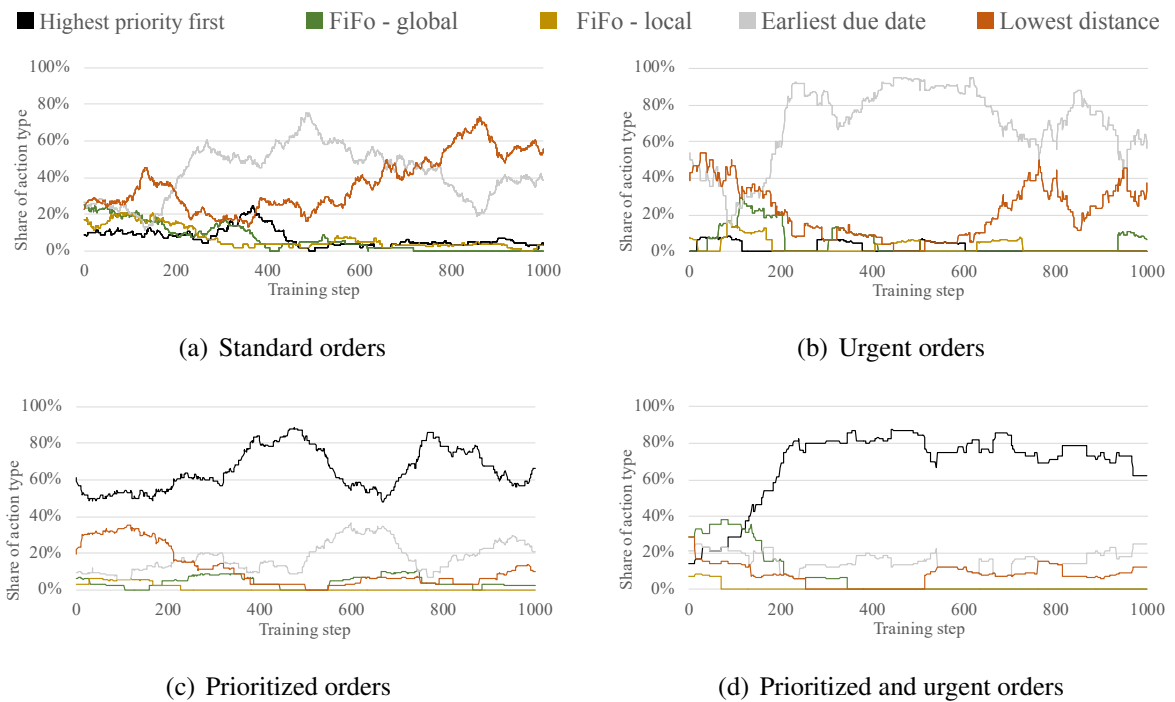 Highest priority first FiFo - global FiFo - local Earliest due date Lowest distance
100%
80%
60%
40%
20%
0%
Share of action type
0 200 400 600 800 1000
Training step
(a) Standard orders
100%
80%
60%
40%
20%
0%
Share of action type
0 200 400 600 800 1000
Training step
(b) Urgent orders
100%
80%
60%
40%
20%
0%
Share of action type
0 200 400 600 800 1000
Training step
(c) Prioritized orders
100%
80%
60%
40%
20%
0%
Share of action type
0 200 400 600 800 1000
Training step
(d) Prioritized and urgent orders